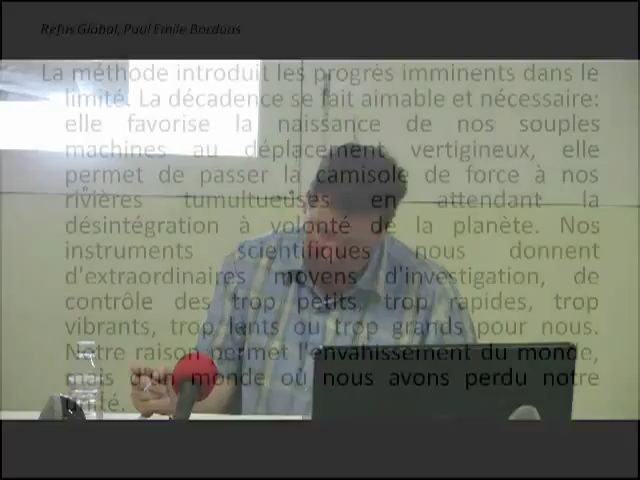 Refus Global, Paul Emile Borduas
La méthode introduit les progrès imminents dans le
limité. La décadence se fait aimable et nécessaire:
elle favorise la naissance de nos souples
machines au déplacement vertigineux, elle
permet de passer la camisole de force à nos
rivières tumultueuses en attendant la
désintégration à volonté de la planète. Nos
instruments scientifiques nous donnent
d'extraordinaires moyens d'investigation, de
contrôle des trop petits, trop rapides, trop
vibrants, trop lents ou trop grands pour nous.
Notre raison permet l'envahissement du monde,
mais d'un monde où nous avons perdu notre
unité.